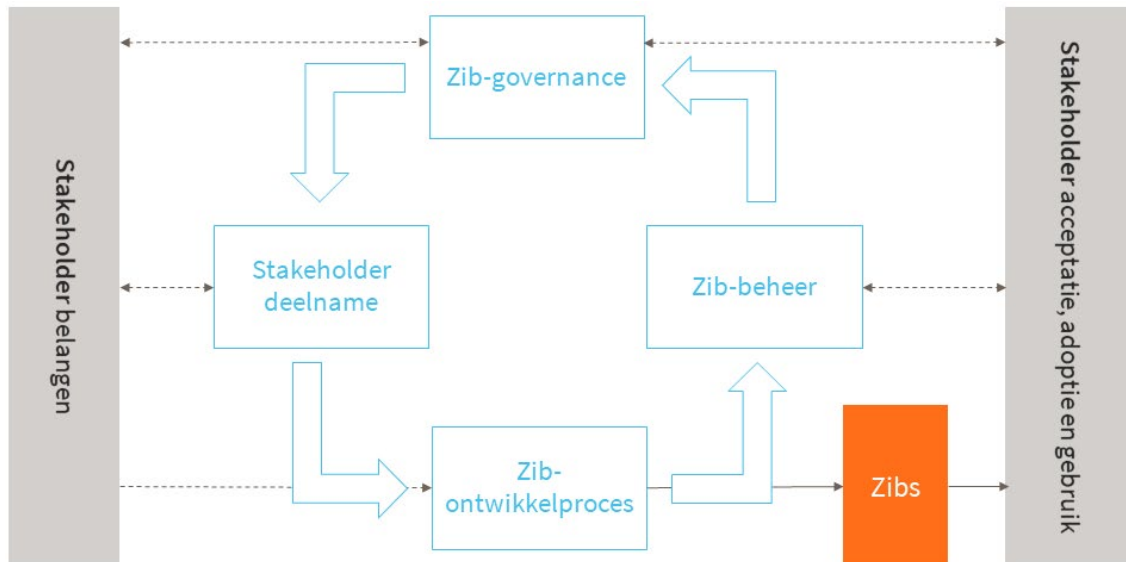 Stakeholder belangen
Zib-governance
Stakeholder
deelname
Zib-beheer
Zib-
ontwikkelproces
Zibs
Stakeholder acceptatie, adoptie en gebruik